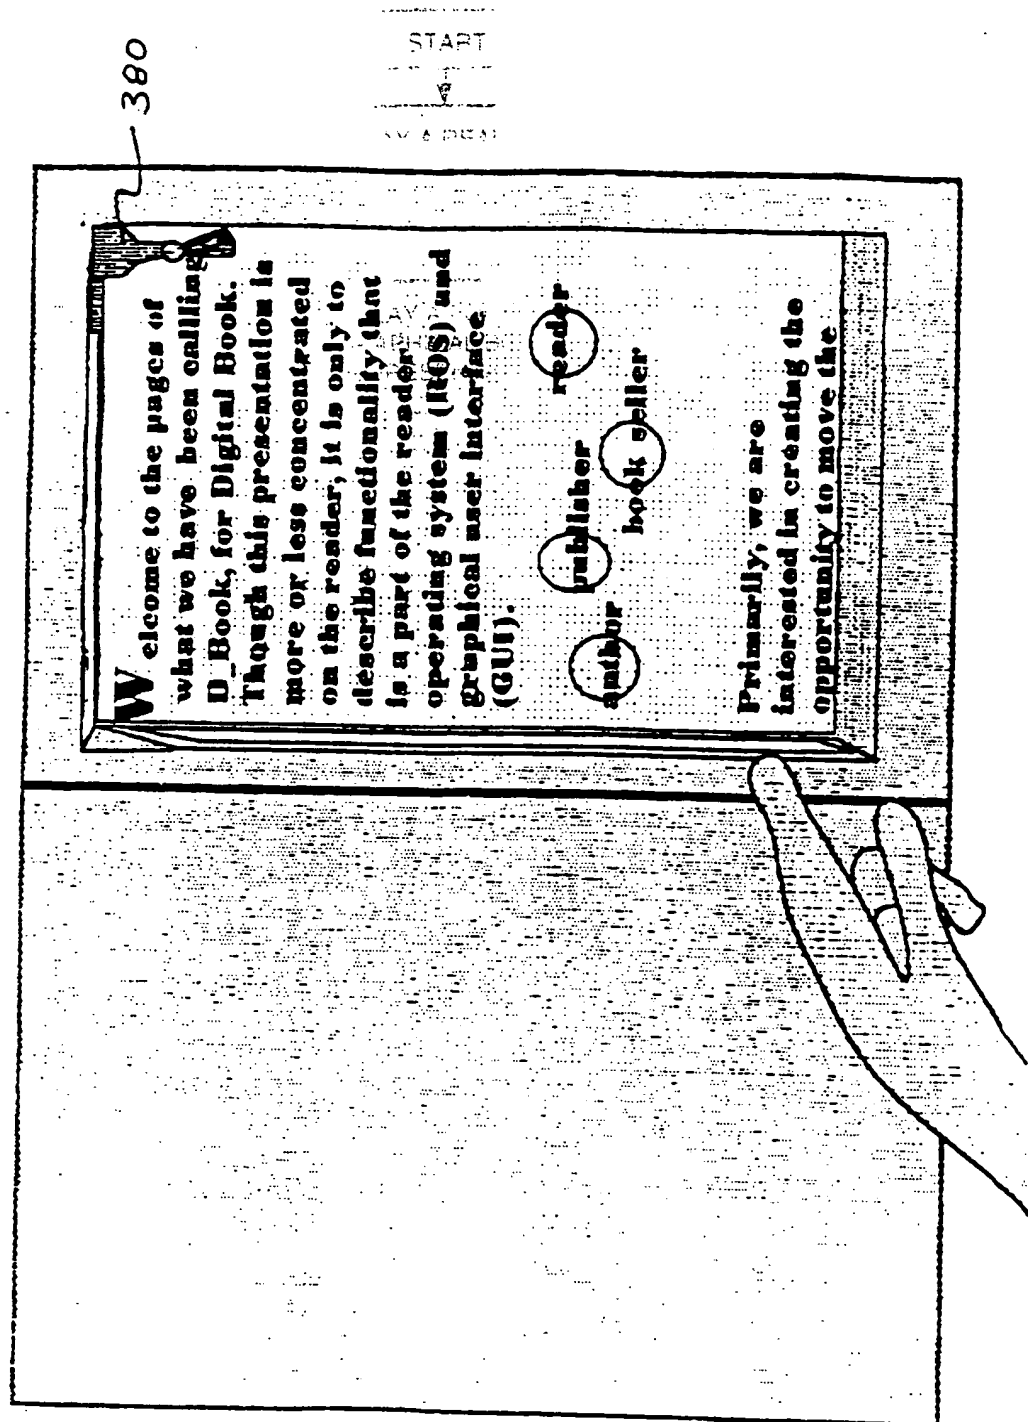 380
START
Welcome to the pages of
what we have been calling
D_Book, for Digital Book.
Though this presentation is
more or less concentrated
on the reader, it is only to
describe functionality that
is a part of the reader
operating system (ROS) and
graphical user interface
(GUI).
reader
publisher
book seller
author
Primarily, we are
interested in creating the
opportunity to move the